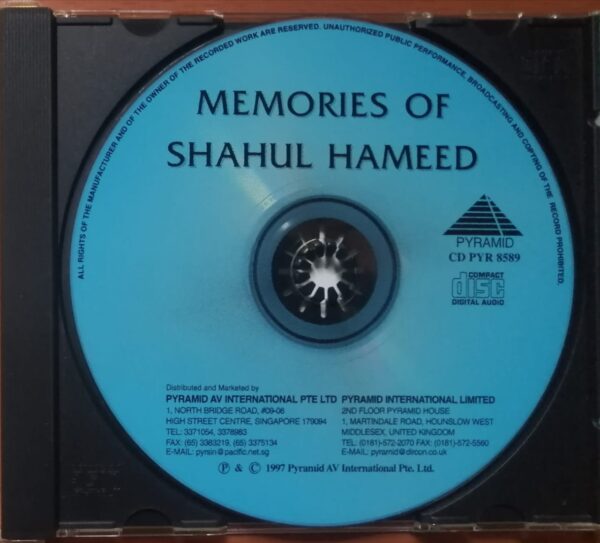 ALL RIGHTS OF THE MANUFACTURER AND OF THE OWNER OF THE RECORDED WORK ARE RESERVED. UNAUTHORIZED PUBLIC PERFORMANCE, BROADCASTING AND COPYING OF THE RECORD PROHIBITED.
MEMORIES OF
SHAHUL HAMEED
PYRAMID
CD PYR 8589
COMPACT
disc
DIGITAL AUDIO
Distributed and Marketed by
PYRAMID AV INTERNATIONAL PTE LTD
1, NORTH BRIDGE ROAD, #09-08
HIGH STREET CENTRE, SINGAPORE 179094
TEL: 3371054, 3378983
FAX: (65) 3383219, (65) 3375134
E-MAIL: pyrsin@pacific.net.sg
PYRAMID INTERNATIONAL LIMITED
2ND FLOOR PYRAMID HOUSE
1, MARTINDALE ROAD, HOUNSLOW WEST
MIDDLESEX, UNITED KINGDOM
TEL. (0181)-572-2070 FAX: (0181)-572-5560
E-MAIL: pyramid@dircon.co.uk
℗ & © 1997 Pyramid AV International Pte. Ltd.